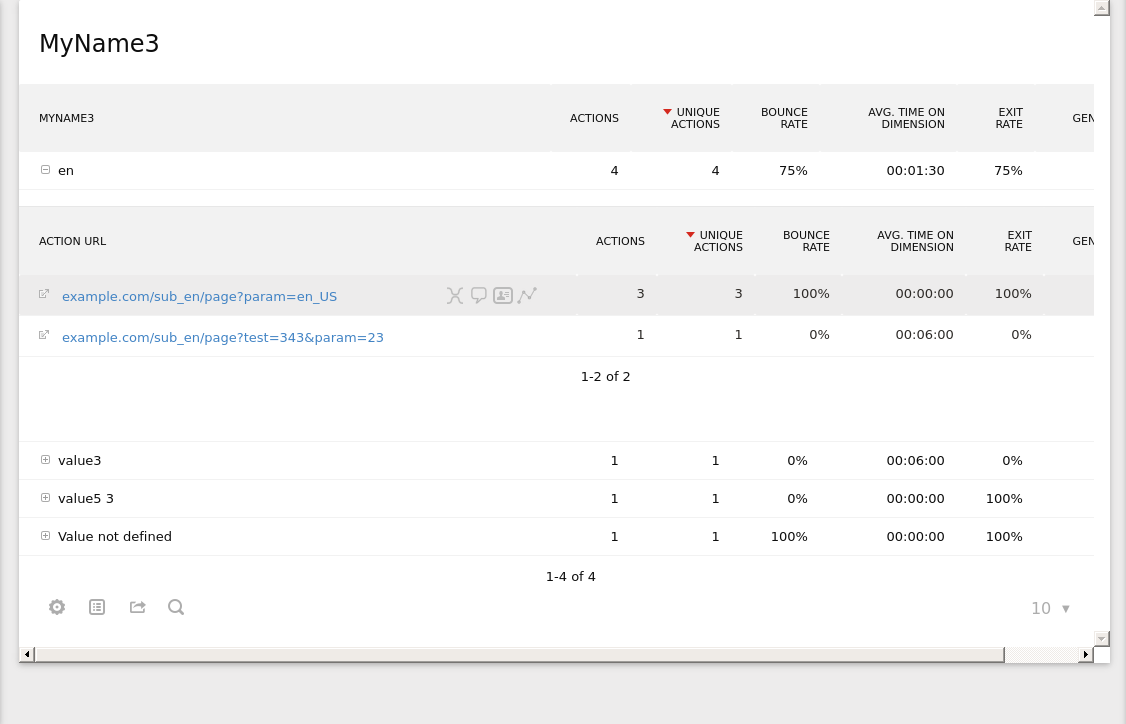 MyName3
MYNAME3 ACTIONS UNIQUE ACTIONS BOUNCE RATE AVG. TIME ON DIMENSION EXIT RATE GEN
en 4 4 75% 00:01:30 75%
ACTION URL ACTIONS UNIQUE ACTIONS BOUNCE RATE AVG. TIME ON DIMENSION EXIT RATE GEN
example.com/sub_en/page?param=en_US 3 3 100% 00:00:00 100%
example.com/sub_en/page?test=343&param=23 1 1 0% 00:06:00 0%
1-2 of 2
value3 1 1 0% 00:06:00 0%
value5 3 1 1 0% 00:00:00 100%
Value not defined 1 1 100% 00:00:00 100%
1-4 of 4
10